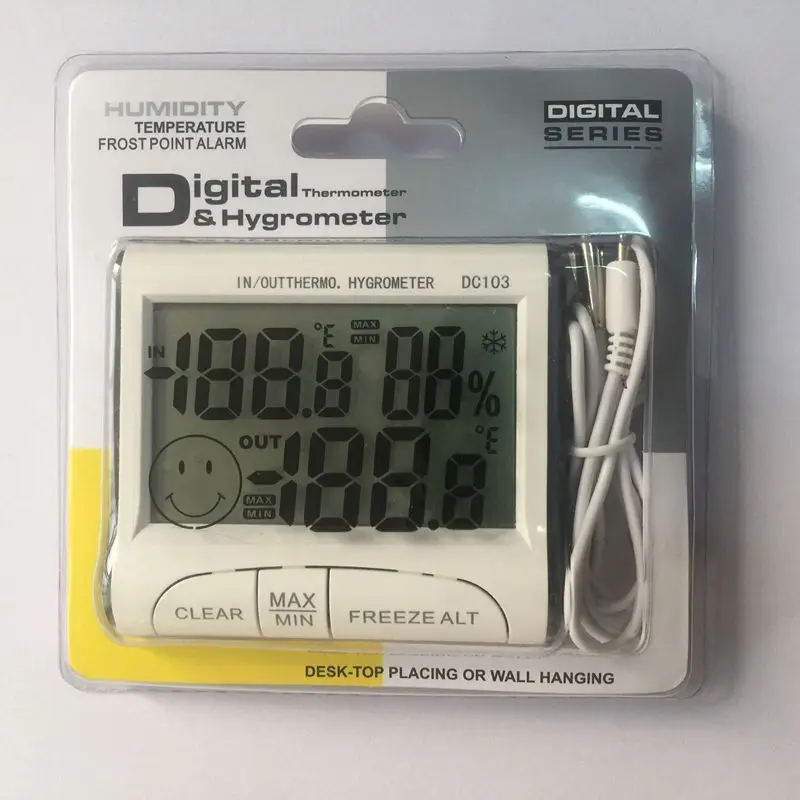 HUMIDITY
TEMPERATURE
FROST POINT ALARM
DIGITAL
SERIES
Digital Thermometer
& Hygrometer
IN/OUTTHERMO. HYGROMETER DC103
IN -188.8 °E MAX MIN 88%
OUT -188.8 °E
MAX
MIN
CLEAR
MAX
MIN
FREEZE ALT
DESK-TOP PLACING OR WALL HANGING